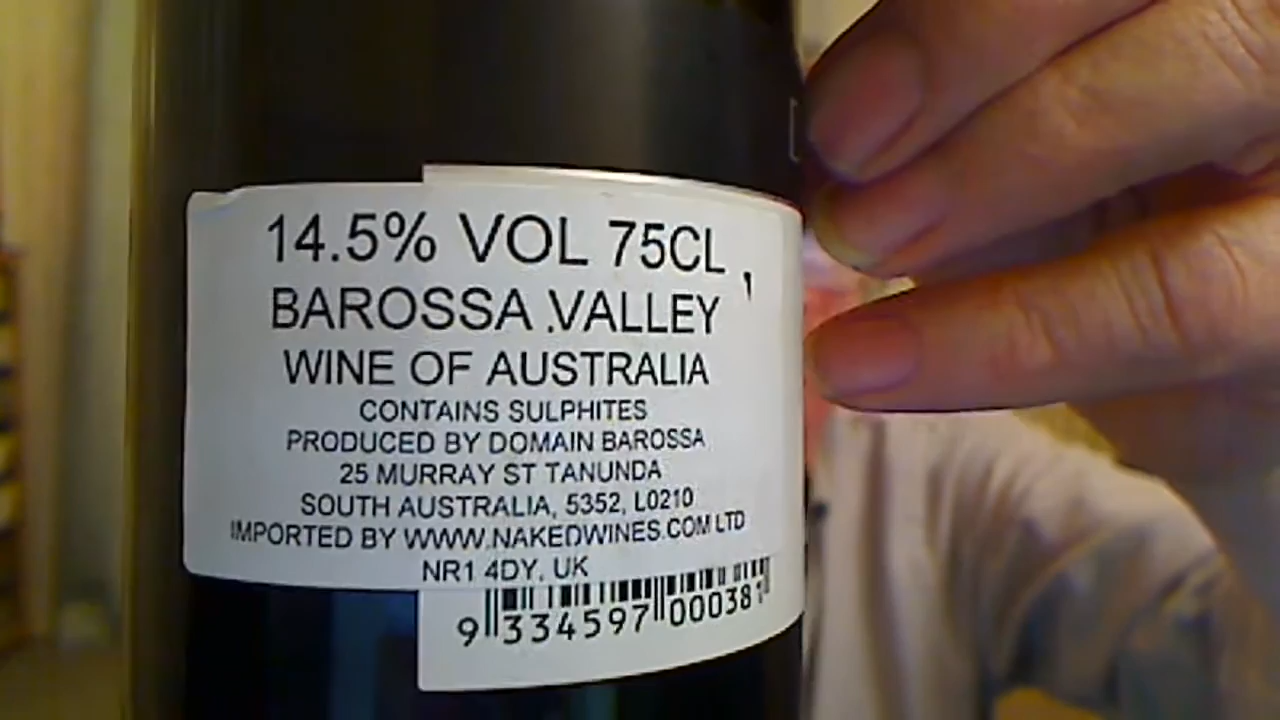 14.5% VOL 75CL
BAROSSA VALLEY
WINE OF AUSTRALIA
CONTAINS SULPHITES
PRODUCED BY DOMAIN BAROSSA
25 MURRAY ST TANUNDA
SOUTH AUSTRALIA, 5352, L0210
IMPORTED BY WWW.NAKEDWINES.COM LTD
NR1 4DY, UK
9 334597 000381